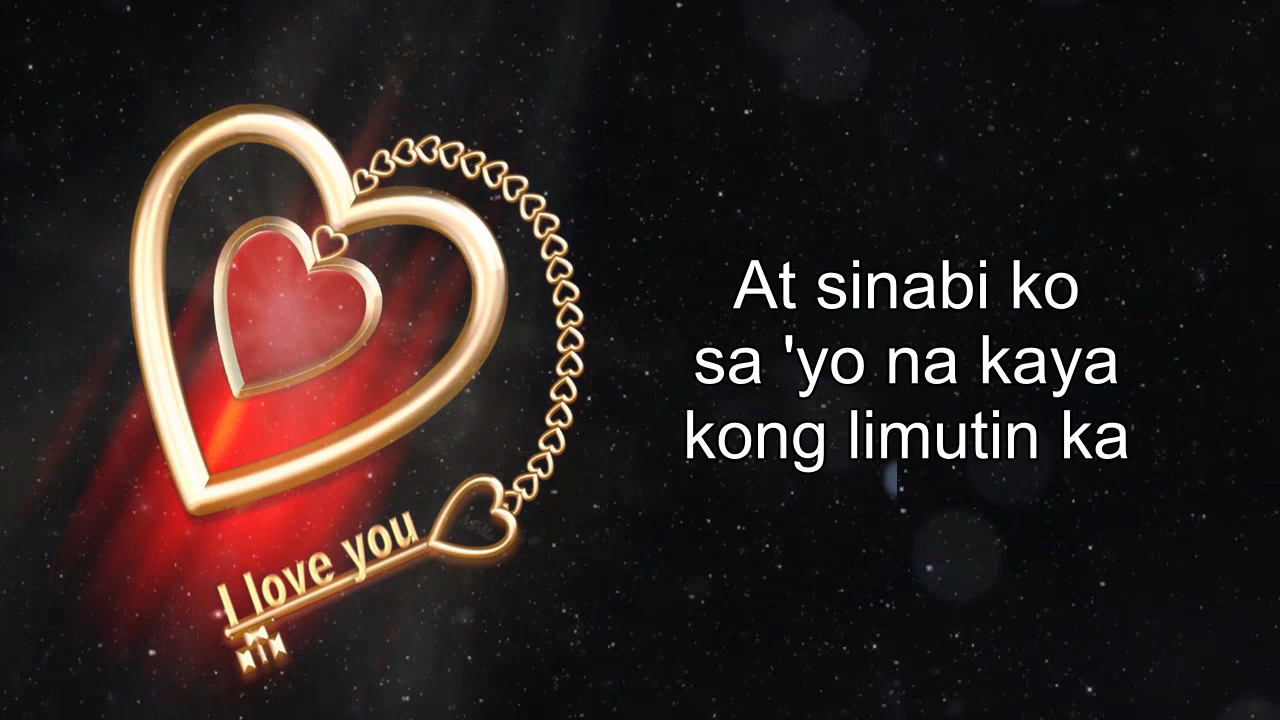 At sinabi ko
sa 'yo na kaya
kong limutin ka
I love you